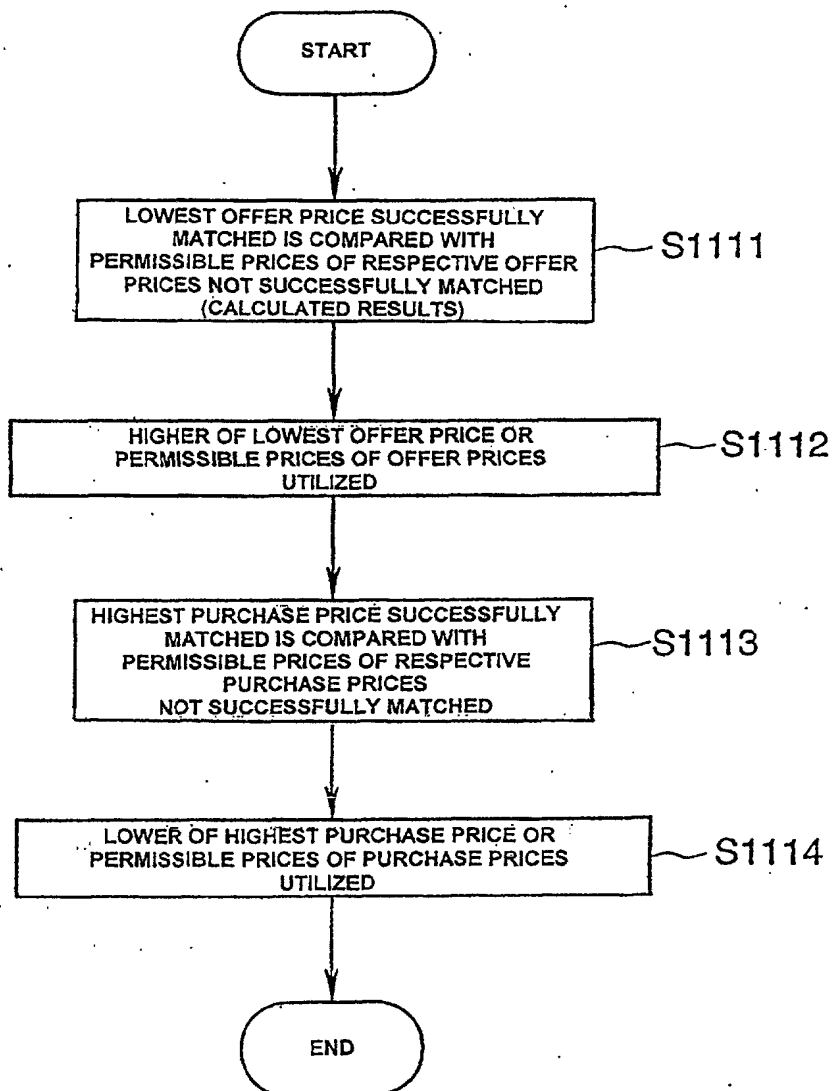 START
LOWEST OFFER PRICE SUCCESSFULLY
MATCHED IS COMPARED WITH
PERMISSIBLE PRICES OF RESPECTIVE OFFER
PRICES NOT SUCCESSFULLY MATCHED
(CALCULATED RESULTS)
S1111
HIGHER OF LOWEST OFFER PRICE OR
PERMISSIBLE PRICES OF OFFER PRICES
UTILIZED
S1112
HIGHEST PURCHASE PRICE SUCCESSFULLY
MATCHED IS COMPARED WITH
PERMISSIBLE PRICES OF RESPECTIVE
PURCHASE PRICES
NOT SUCCESSFULLY MATCHED
S1113
LOWER OF HIGHEST PURCHASE PRICE OR
PERMISSIBLE PRICES OF PURCHASE PRICES
UTILIZED
S1114
END